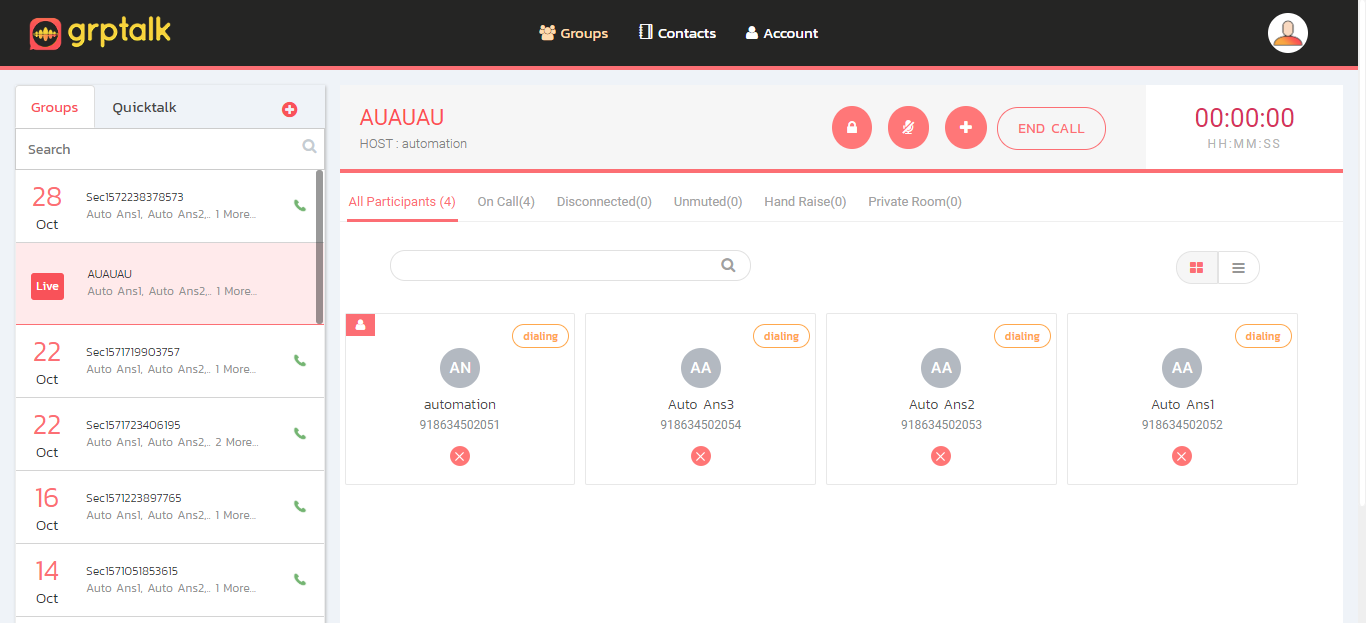 grptalk
Groups Contacts Account
Groups Quicktalk
Search
28 Oct
Sec1572238378573
Auto Ans1, Auto Ans2,.. 1 More...
Live
AUAUAU
Auto Ans1, Auto Ans2,.. 1 More...
22 Oct
Sec1571719903757
Auto Ans1, Auto Ans2,.. 1 More...
22 Oct
Sec1571723406195
Auto Ans1, Auto Ans2,.. 2 More...
16 Oct
Sec1571223897765
Auto Ans1, Auto Ans2,.. 1 More...
14 Oct
Sec1571051853615
Auto Ans1, Auto Ans2,.. 1 More...
AUAUAU
HOST : automation
END CALL
00:00:00
HH:MM:SS
All Participants (4) On Call(4) Disconnected(0) Unmuted(0) Hand Raise(0) Private Room(0)
dialing
AN
automation
918634502051
dialing
AA
Auto Ans3
918634502054
dialing
AA
Auto Ans2
918634502053
dialing
AA
Auto Ans1
918634502052